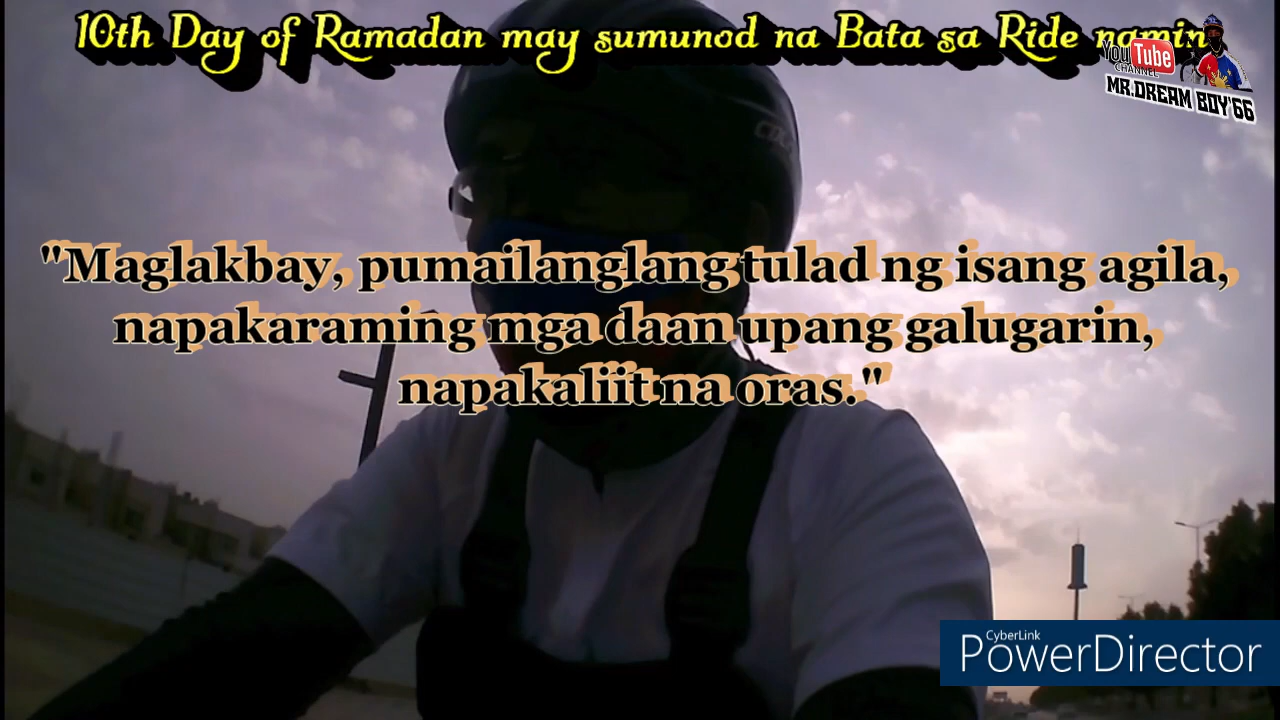 10th Day of Ramadan may sumunod na Bata sa Ride namin
YouTube
CHANNEL
MR.DREAM BOY'66
"Maglakbay, pumailanglang tulad ng isang agila,
napakaraming mga daan upang galugarin,
napakaliit na oras."
CyberLink
PowerDirector